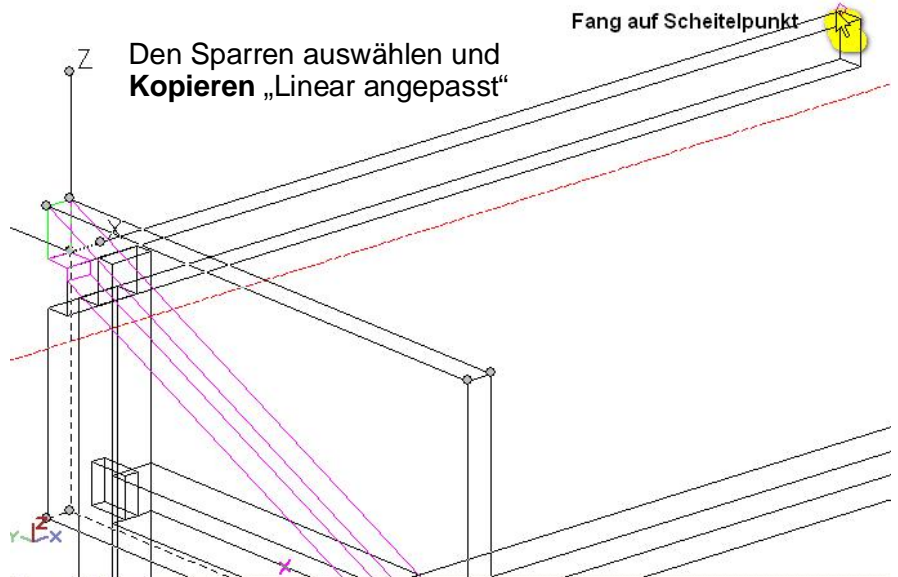 Fang auf Scheitelpunkt
Den Sparren auswählen und
Kopieren „Linear angepasst“
Z
X
Z
Y
X
X